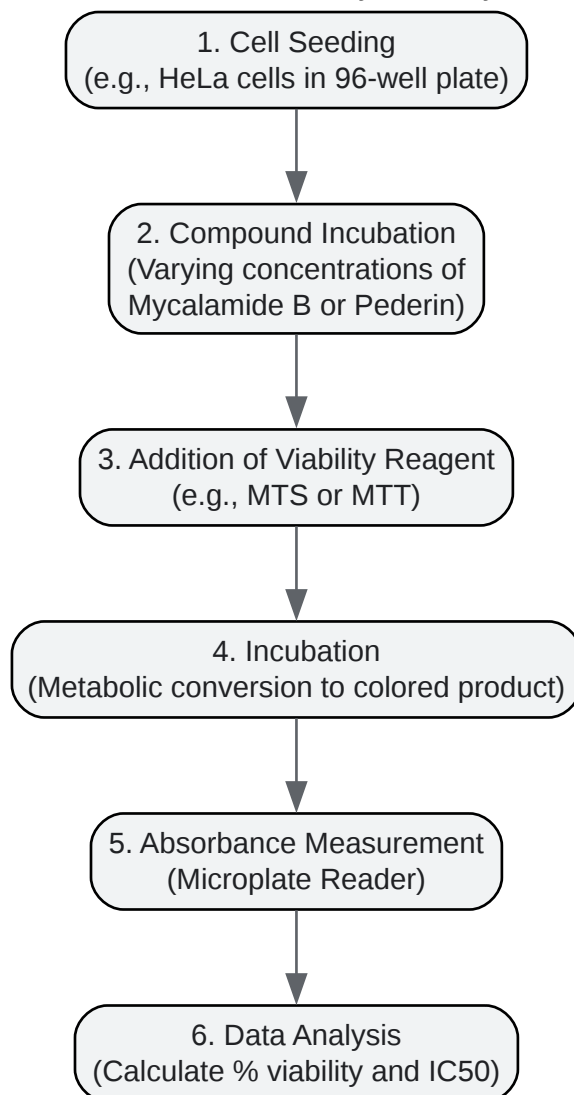 1. Cell Seeding
(e.g., HeLa cells in 96-well plate)
2. Compound Incubation
(Varying concentrations of
Mycalamide B or Pederin)
3. Addition of Viability Reagent
(e.g., MTS or MTT)
4. Incubation
(Metabolic conversion to colored product)
5. Absorbance Measurement
(Microplate Reader)
6. Data Analysis
(Calculate % viability and IC50)